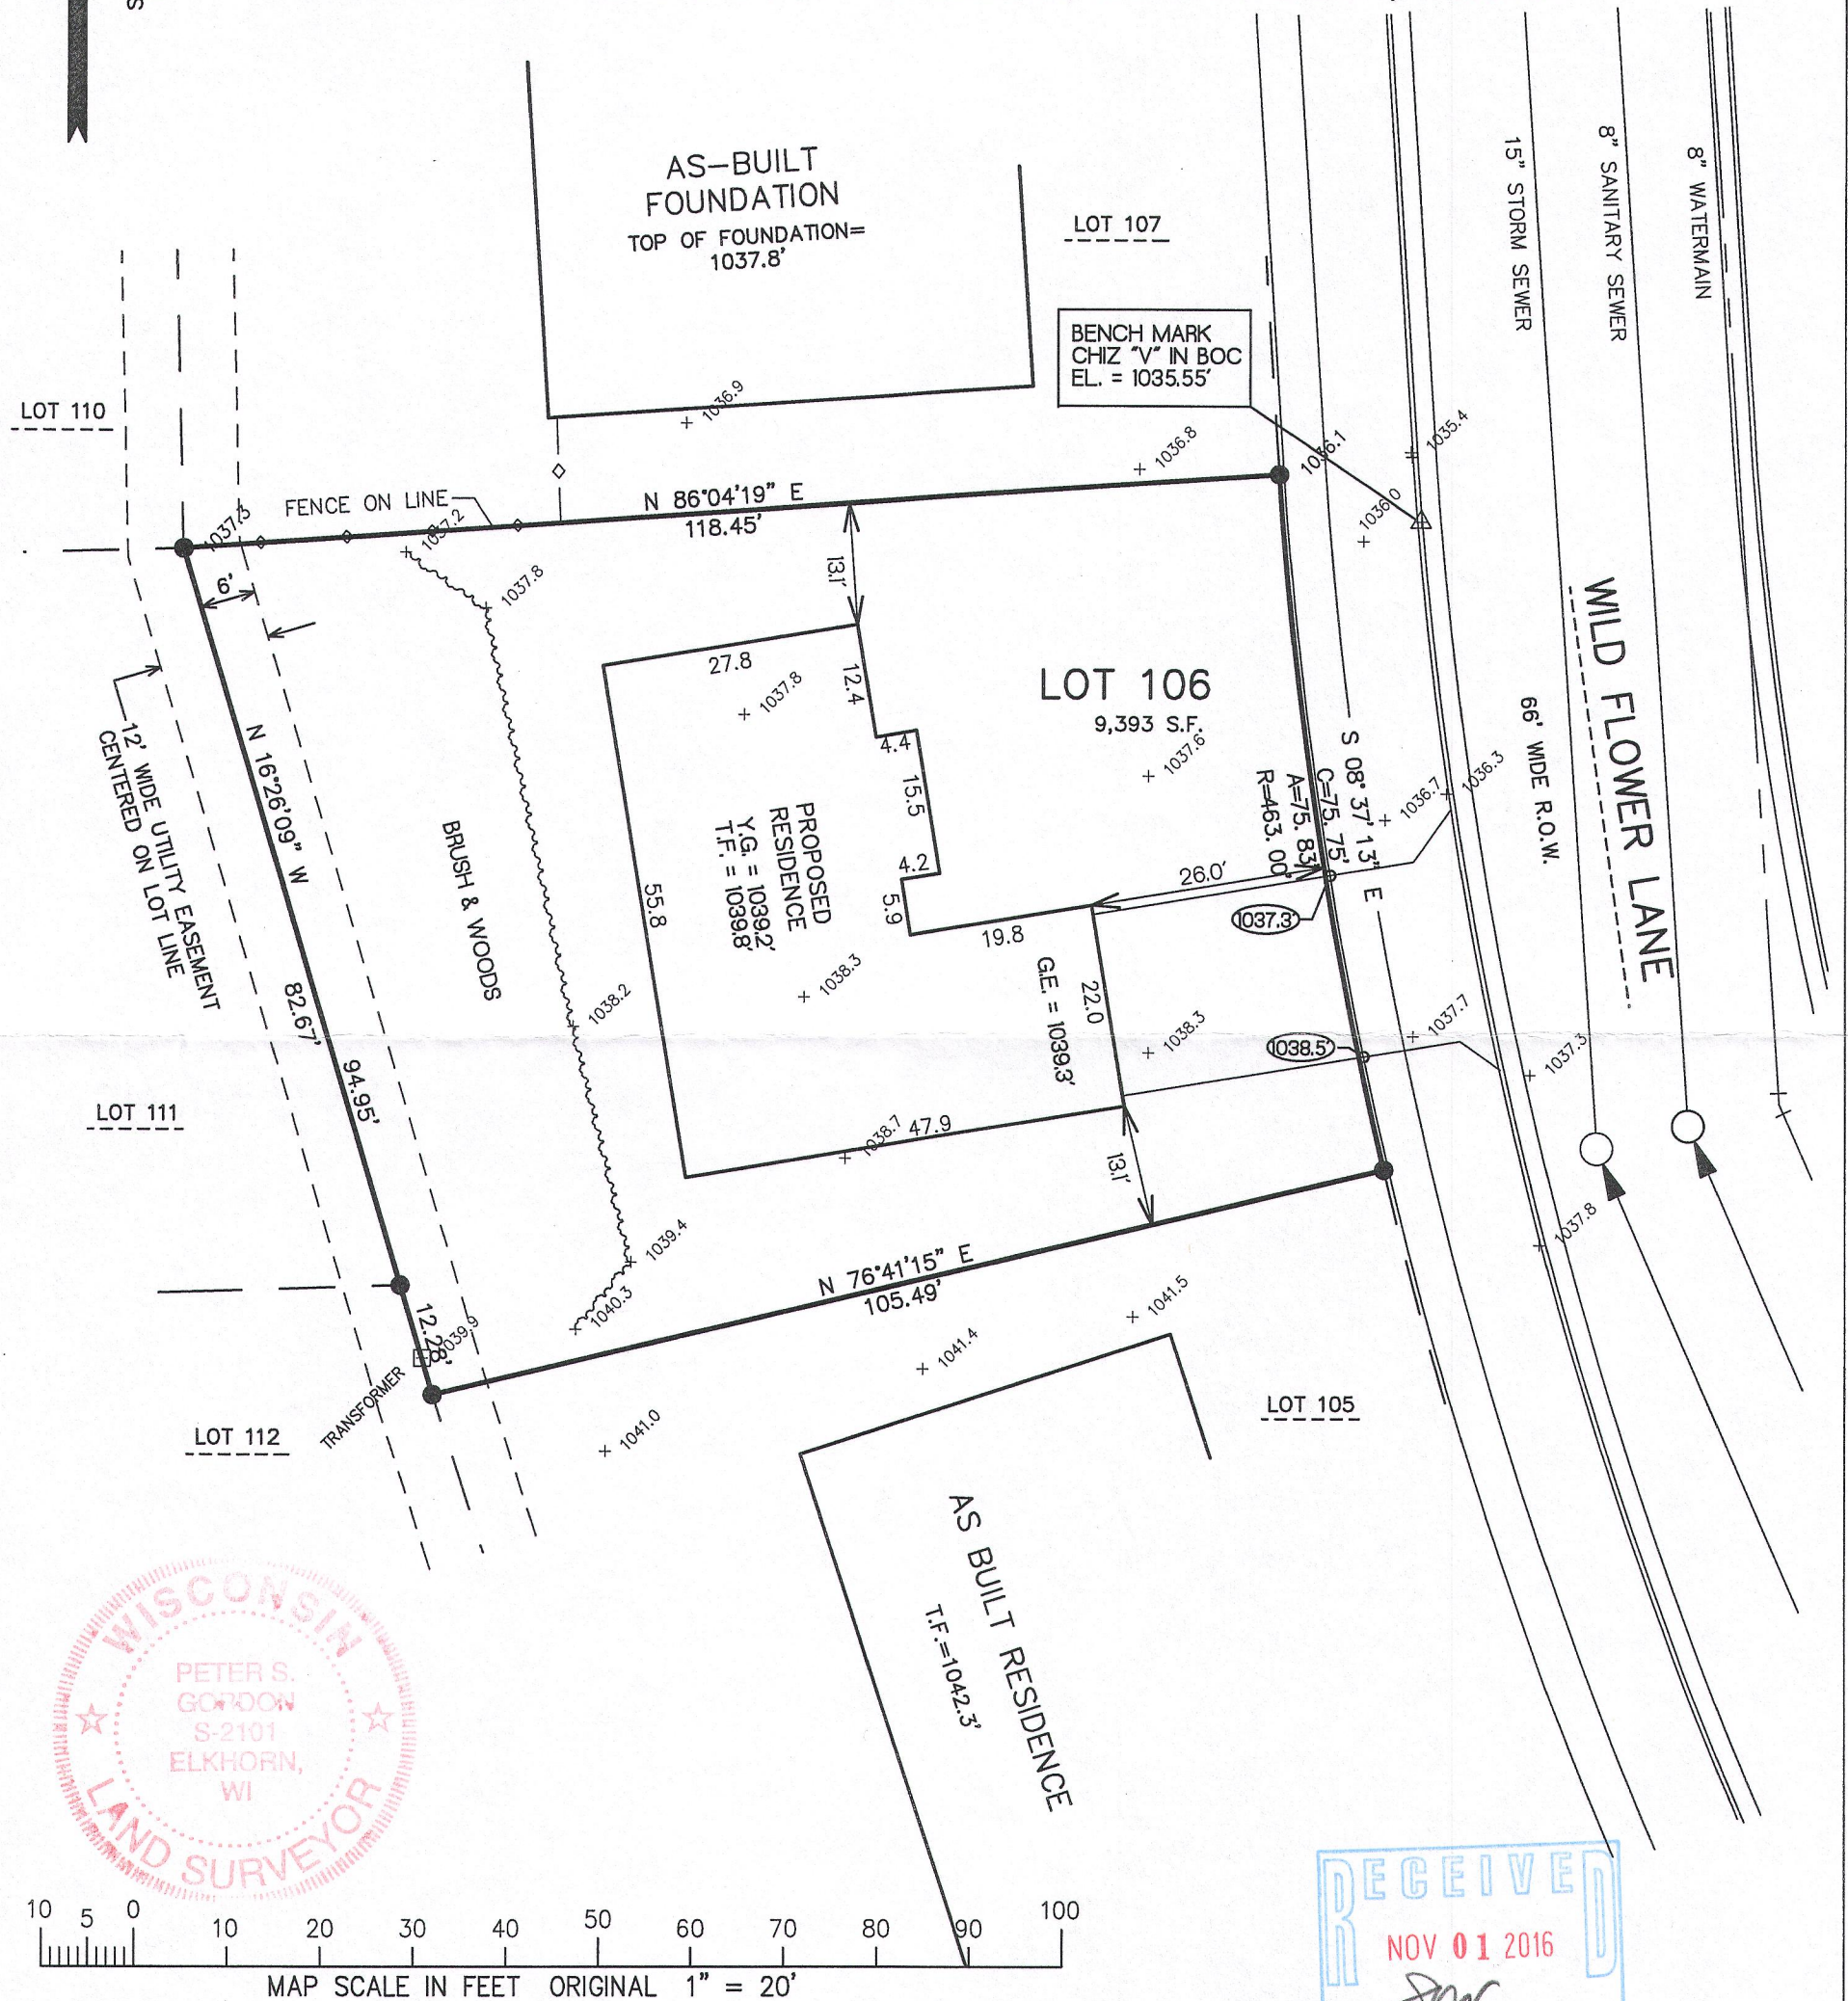 S
AS-BUILT
FOUNDATION
TOP OF FOUNDATION=
1037.8'
LOT 107
15" STORM SEWER
8" SANITARY SEWER
8" WATERMAIN
BENCH MARK
CHIZ "V" IN BOC
EL. = 1035.55'
LOT 110
1036.9
1036.8
1036.1
1035.4
1036.0
FENCE ON LINE
N 86°04'19" E
118.45'
1037.2
1037.8
6'
13.1'
27.8
1037.8
12.4
4.4
15.5
4.2
5.9
19.8
LOT 106
9,393 S.F.
1037.6
WILD FLOWER LANE
66' WIDE R.O.W.
S 08° 37' 13" E
C=75. 75'
A=75. 83'
R=463. 00'
1036.7
1036.3
26.0'
1037.3'
12' WIDE UTILITY EASEMENT
CENTERED ON LOT LINE
N 16°26'09" W
82.67'
94.95'
BRUSH & WOODS
55.8
PROPOSED
RESIDENCE
Y.G. = 1039.2'
T.F. = 1039.8'
1038.3
1038.2
G.E. = 1039.3'
22.0
1038.3
1038.5'
1037.7
1037.3
LOT 111
1038.7
47.9
13.1'
1037.8
1039.4
1040.3
N 76°41'15" E
105.49'
12.28'
1039.9
TRANSFORMER
1041.5
1041.4
1041.0
LOT 112
LOT 105
AS BUILT RESIDENCE
T.F.=1042.3'
WISCONSIN
PETER S.
GORDON
S-2101
ELKHORN,
WI
LAND SURVEYOR
10 5 0 10 20 30 40 50 60 70 80 90 100
MAP SCALE IN FEET ORIGINAL 1" = 20'
RECEIVED
NOV 01 2016